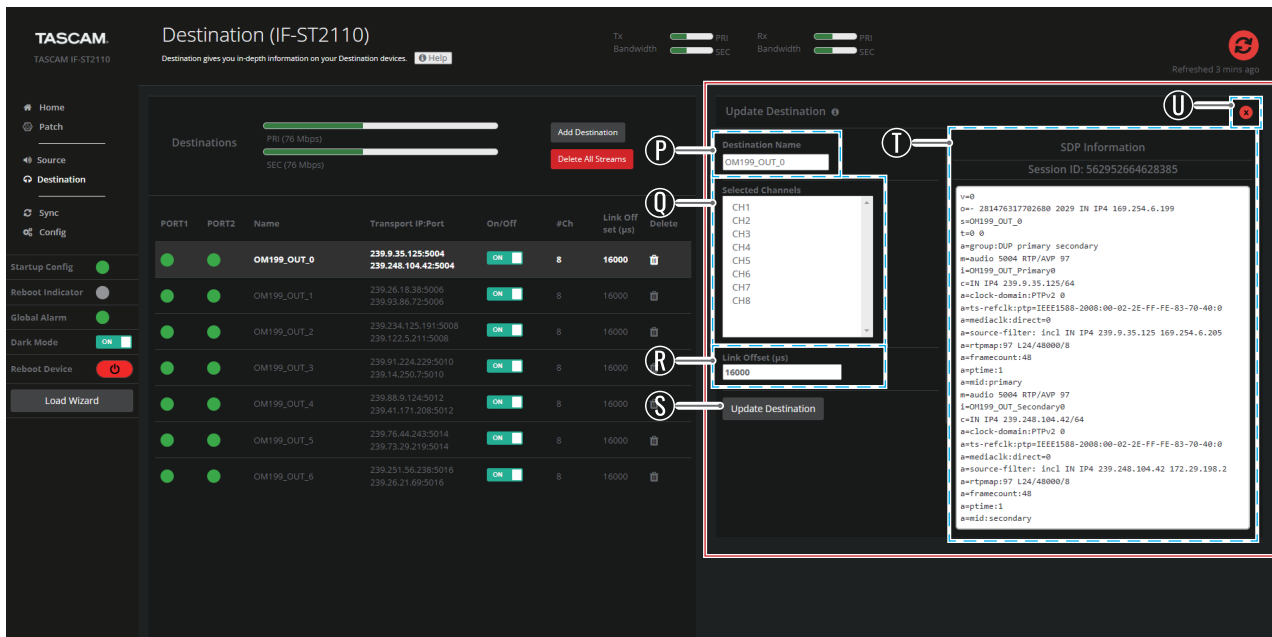 TASCAM.
TASCAM IF-ST2110
Destination (IF-ST2110)
Destination gives you in-depth information on your Destination devices. Help
Tx Bandwidth PRI SEC
Rx Bandwidth PRI SEC
Refreshed 3 mins ago
Home
Patch
Source
Destination
Sync
Config
Startup Config
Reboot Indicator
Global Alarm
Dark Mode ON
Reboot Device
Load Wizard
Destinations
PRI (76 Mbps)
SEC (76 Mbps)
Add Destination
Delete All Streams
PORT1 PORT2 Name Transport IP:Port On/Off #Ch Link Off set (µs) Delete
OM199_OUT_0 239.9.35.125:5004 ON 8 16000
239.248.104.42:5004
OM199_OUT_1 239.26.18.38:5006 ON 8 16000
239.93.86.72:5006
OM199_OUT_2 239.234.125.191:5008 ON 8 16000
239.122.5.211:5008
OM199_OUT_3 239.91.224.229:5010 ON 8 16000
239.14.250.7:5010
OM199_OUT_4 239.88.9.124:5012 ON 8 16000
239.41.171.208:5012
OM199_OUT_5 239.76.44.243:5014 ON 8 16000
239.73.29.219:5014
OM199_OUT_6 239.251.56.238:5016 ON 8 16000
239.26.21.69:5016
Update Destination
U
P
Destination Name
OM199_OUT_0
Q
Selected Channels
CH1
CH2
CH3
CH4
CH5
CH6
CH7
CH8
R
Link Offset (µs)
16000
S
Update Destination
T
SDP Information
Session ID: 562952664628385
v=0
o=- 281476317702680 2029 IN IP4 169.254.6.199
s=OM199_OUT_0
t=0 0
a=group:DUP primary secondary
m=audio 5004 RTP/AVP 97
i=OM199_OUT_Primary0
c=IN IP4 239.9.35.125/64
a=clock-domain:PTPv2 0
a=ts-refclk:ptp=IEEE1588-2008:00-02-2E-FF-FE-83-70-40:0
a=mediaclk:direct=0
a=source-filter: incl IN IP4 239.9.35.125 169.254.6.205
a=rtpmap:97 L24/48000/8
a=framecount:48
a=ptime:1
a=mid:primary
m=audio 5004 RTP/AVP 97
i=OM199_OUT_Secondary0
c=IN IP4 239.248.104.42/64
a=clock-domain:PTPv2 0
a=ts-refclk:ptp=IEEE1588-2008:00-02-2E-FF-FE-83-70-40:0
a=mediaclk:direct=0
a=source-filter: incl IN IP4 239.248.104.42 172.29.198.2
a=rtpmap:97 L24/48000/8
a=framecount:48
a=ptime:1
a=mid:secondary